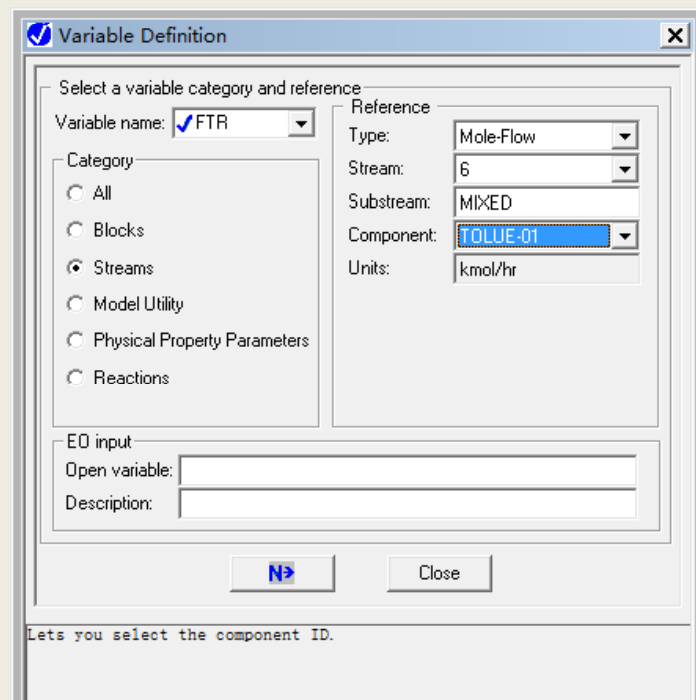 Variable Definition
Select a variable category and reference
Variable name: FTR
Category
All
Blocks
Streams
Model Utility
Physical Property Parameters
Reactions
Reference
Type: Mole-Flow
Stream: 6
Substream: MIXED
Component: TOLUE-01
Units: kmol/hr
EO input
Open variable:
Description:
N
Close
Lets you select the component ID.